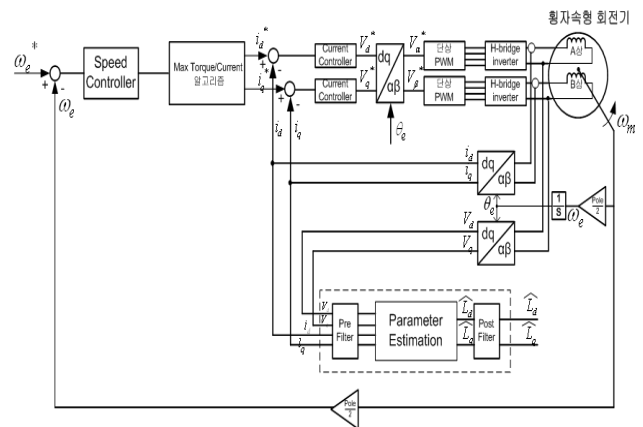 횡자속형 회전기
ω_e*
+
-
ω_e
Speed Controller
Max Torque/Current 알고리즘
i_d*
i_q*
+
-
+
-
i_d
i_q
Current Controller
Current Controller
V_d*
V_q*
dq
αβ
θ_e
V_α*
V_β*
단상 PWM
단상 PWM
H-bridge inverter
H-bridge inverter
A상
B상
ω_m
i_d
i_q
dq
αβ
θ_e
1
S
ω_e
Pole
2
V_d
V_q
dq
αβ
V
V
i
i_q
Pre Filter
Parameter Estimation
L̂_d
L̂_q
Post Filter
L̂_d
L̂_q
Pole
2